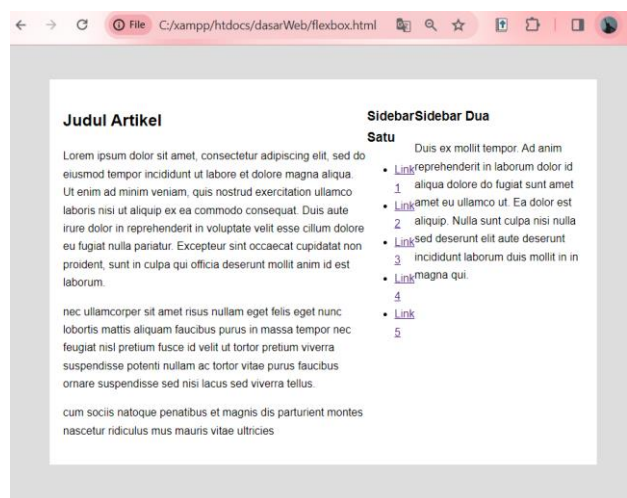 File C:/xampp/htdocs/dasarWeb/flexbox.html
Judul Artikel
Lorem ipsum dolor sit amet, consectetur adipiscing elit, sed do
eiusmod tempor incididunt ut labore et dolore magna aliqua.
Ut enim ad minim veniam, quis nostrud exercitation ullamco
laboris nisi ut aliquip ex ea commodo consequat. Duis aute
irure dolor in reprehenderit in voluptate velit esse cillum dolore
eu fugiat nulla pariatur. Excepteur sint occaecat cupidatat non
proident, sunt in culpa qui officia deserunt mollit anim id est
laborum.
nec ullamcorper sit amet risus nullam eget felis eget nunc
lobortis mattis aliquam faucibus purus in massa tempor nec
feugiat nisl pretium fusce id velit ut tortor pretium viverra
suspendisse potenti nullam ac tortor vitae purus faucibus
ornare suspendisse sed nisi lacus sed viverra tellus.
cum sociis natoque penatibus et magnis dis parturient montes
nascetur ridiculus mus mauris vitae ultricies
Sidebar
Satu
• Link
1
• Link
2
• Link
3
• Link
4
• Link
5
Sidebar Dua
Duis ex mollit tempor. Ad anim
reprehenderit in laborum dolor id
aliqua dolore do fugiat sunt amet
amet eu ullamco ut. Ea dolor est
aliquip. Nulla sunt culpa nisi nulla
sed deserunt elit aute deserunt
incididunt laborum duis mollit in in
magna qui.